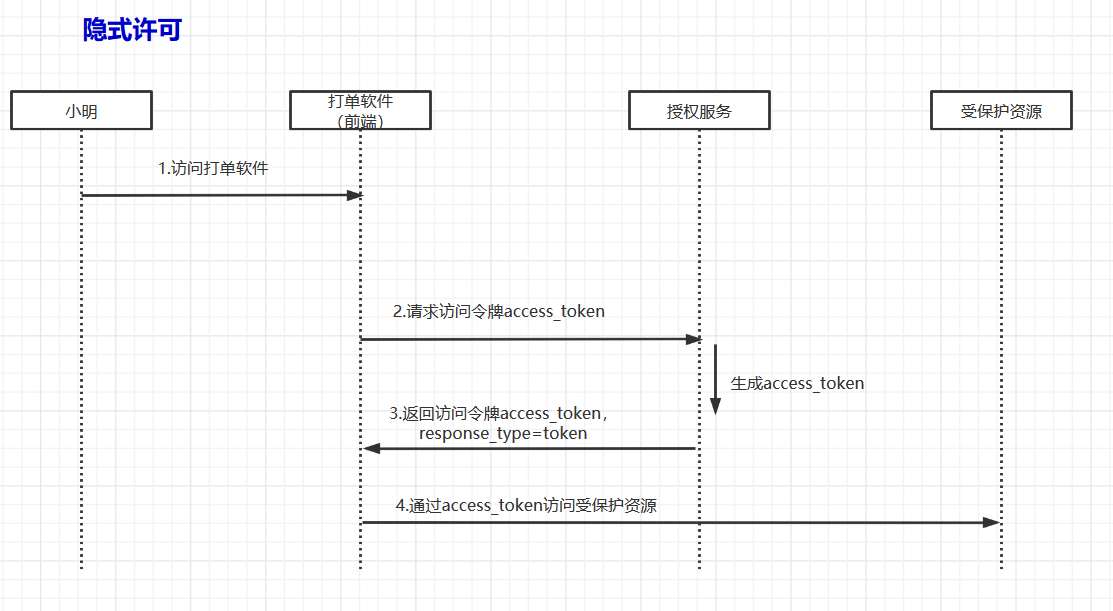 隐式许可
小明
打单软件
（前端）
授权服务
受保护资源
1.访问打单软件
2.请求访问令牌access_token
生成access_token
3.返回访问令牌access_token，
response_type=token
4.通过access_token访问受保护资源